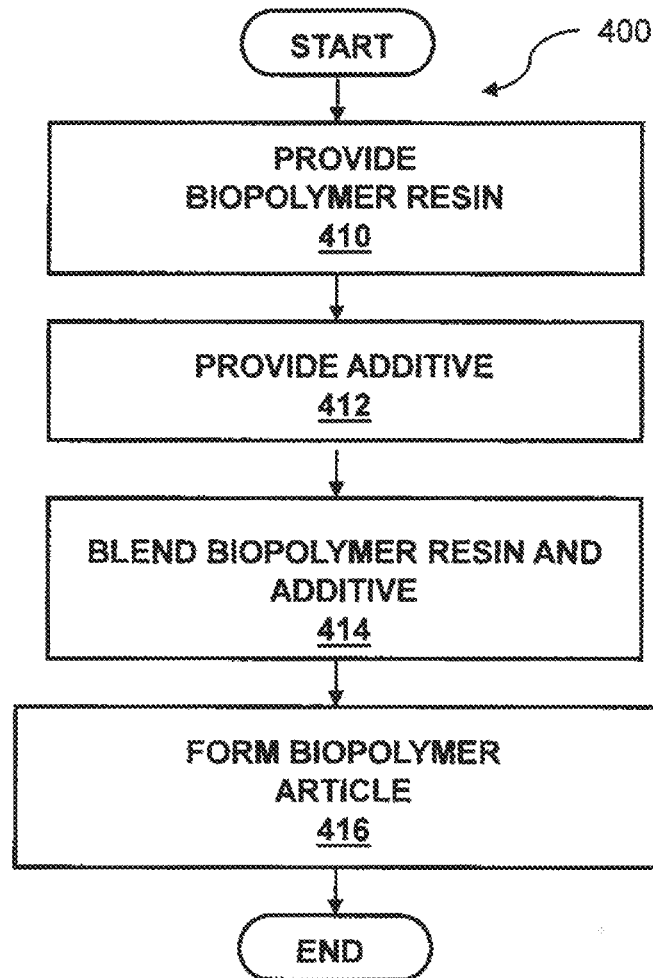 START
400
PROVIDE
BIOPOLYMER RESIN
410
PROVIDE ADDITIVE
412
BLEND BIOPOLYMER RESIN AND
ADDITIVE
414
FORM BIOPOLYMER
ARTICLE
416
END